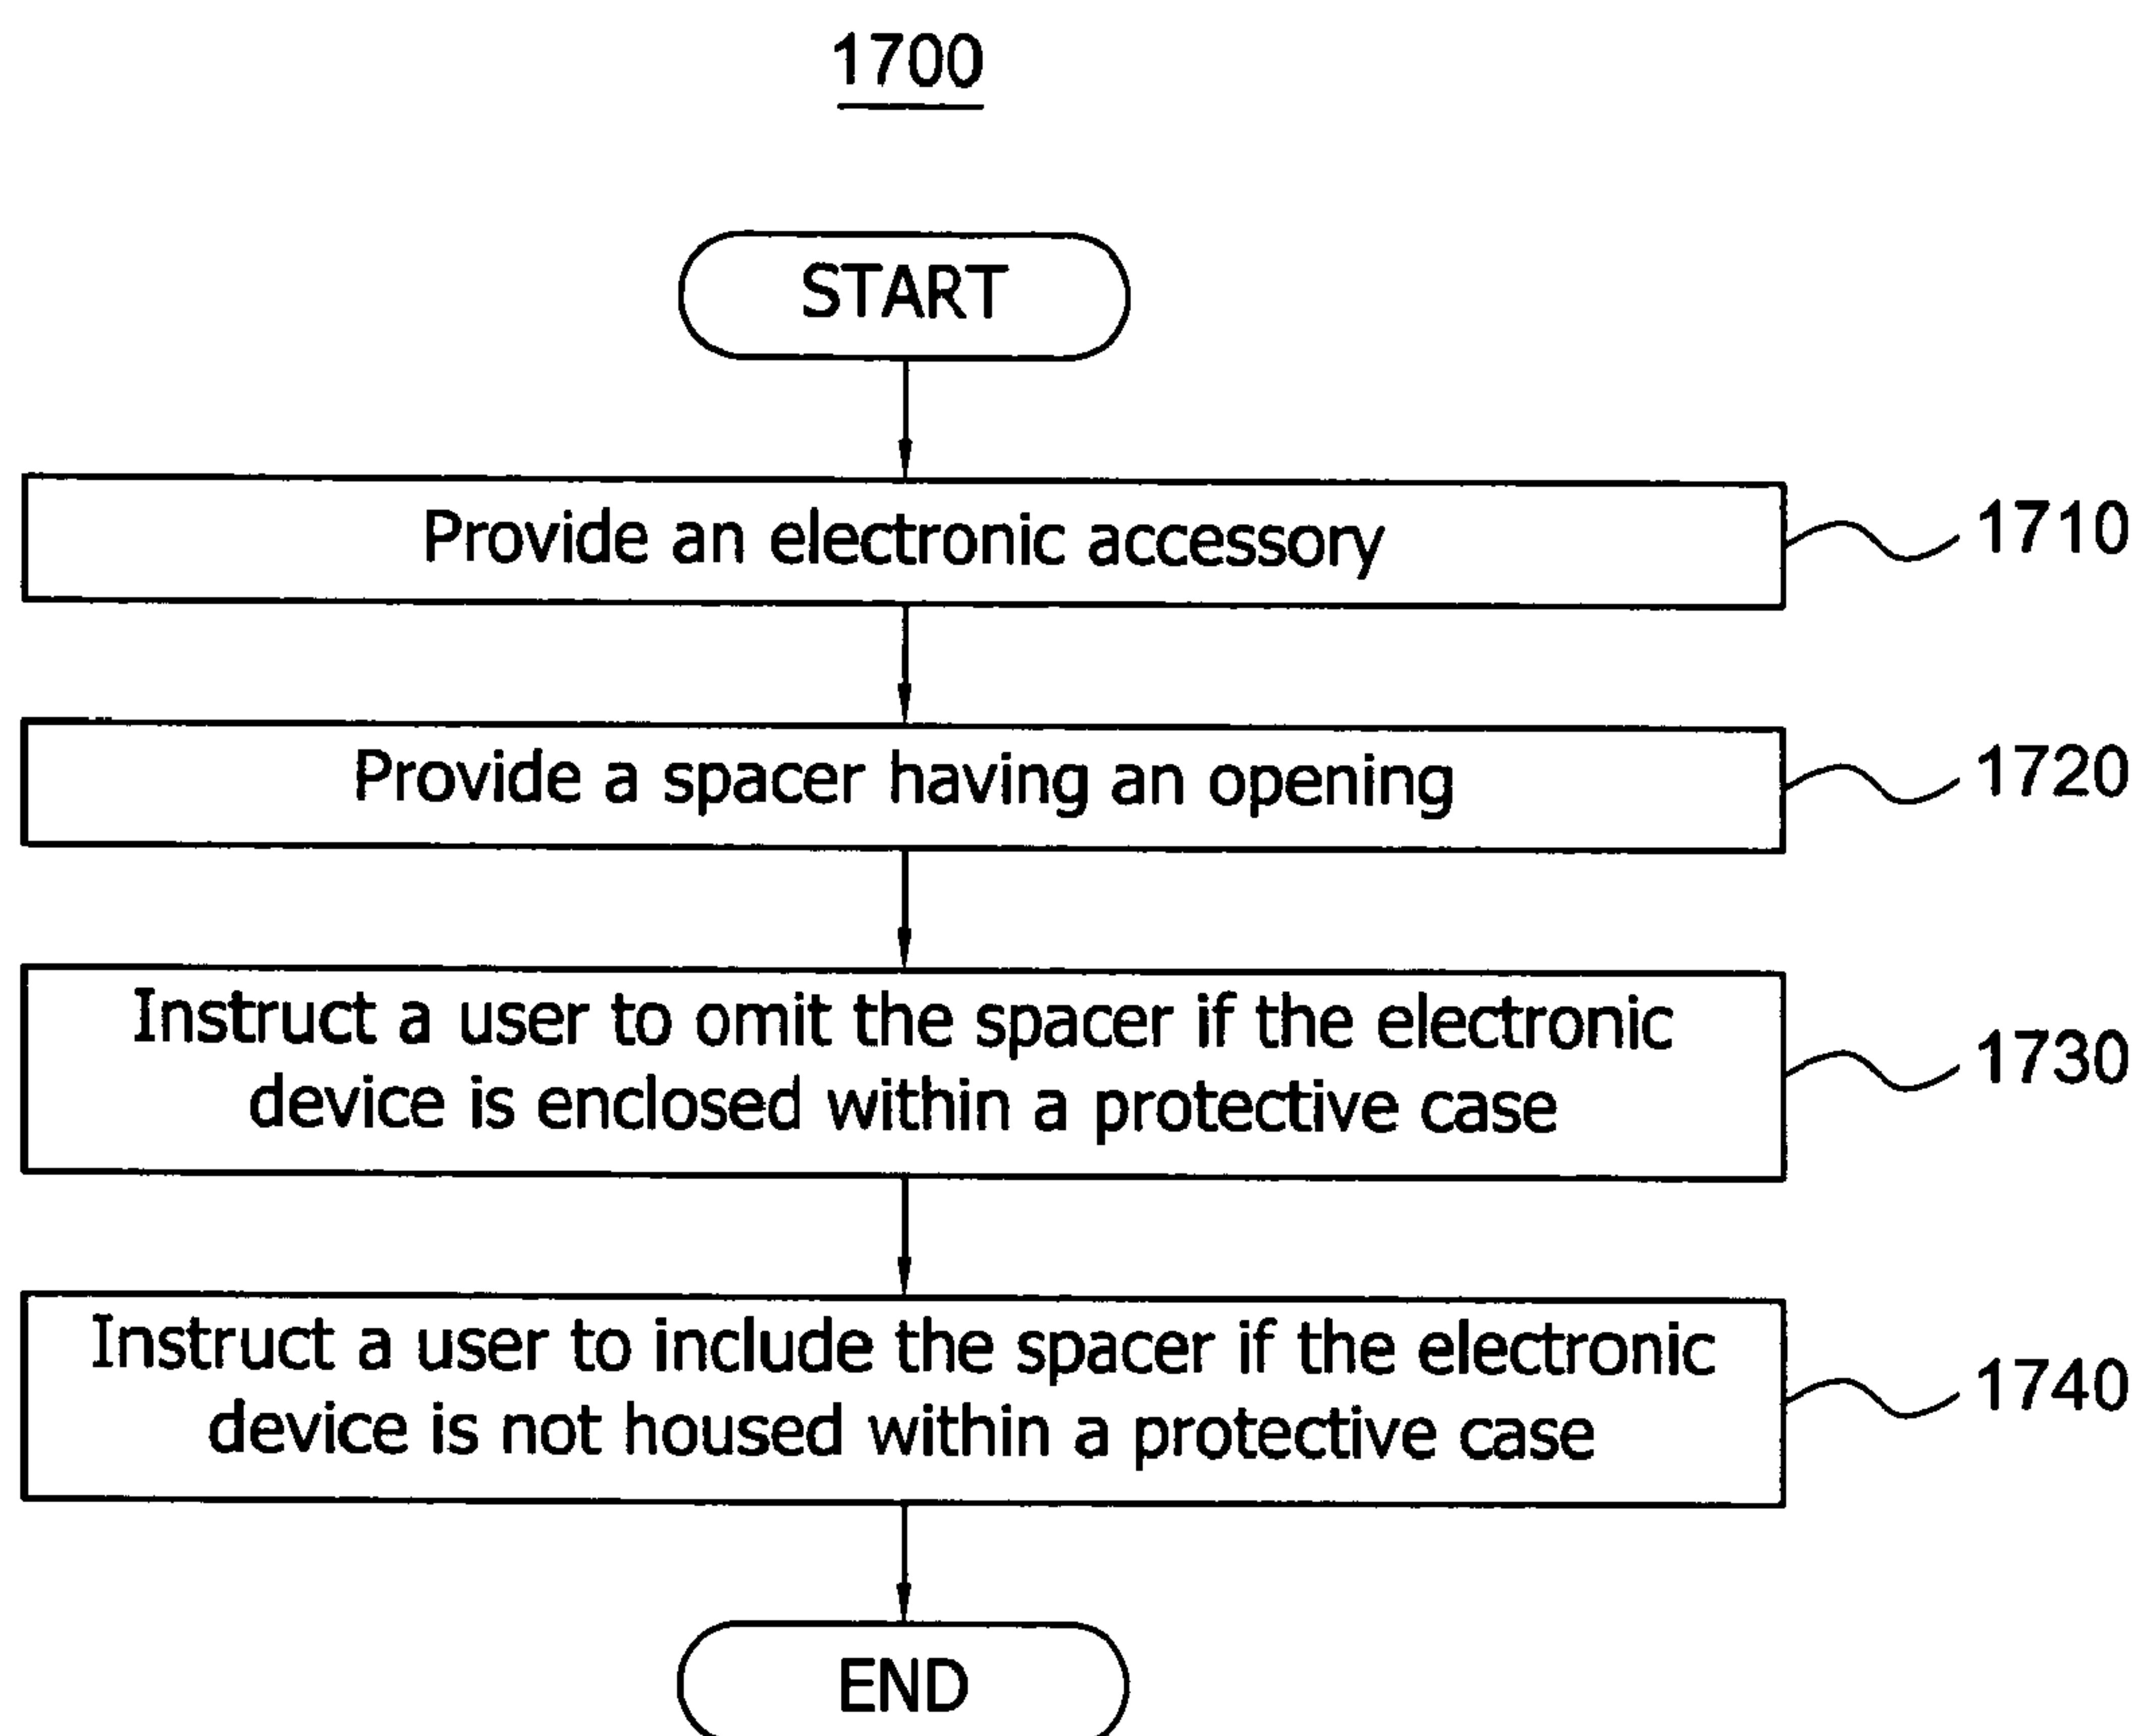 1700
START
Provide an electronic accessory
1710
Provide a spacer having an opening
1720
Instruct a user to omit the spacer if the electronic
device is enclosed within a protective case
1730
Instruct a user to include the spacer if the electronic
device is not housed within a protective case
1740
END